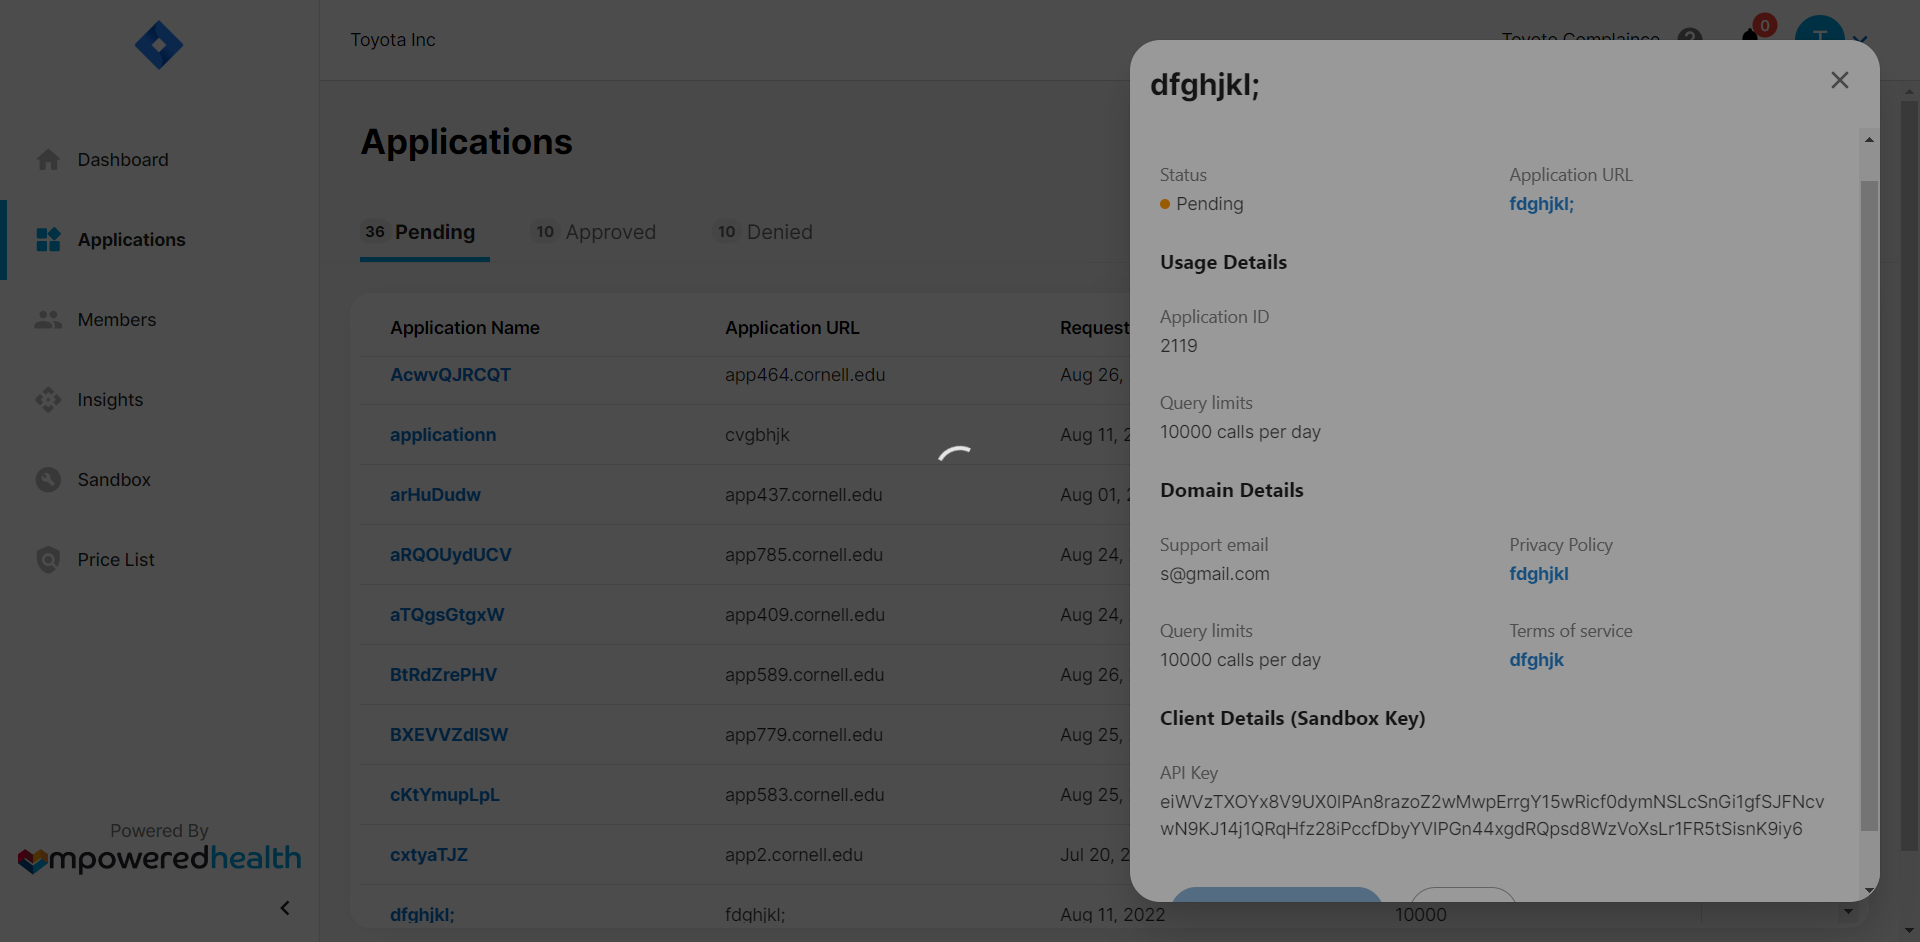 Toyota Inc
0
T
Dashboard
Applications
Members
Insights
Sandbox
Price List
Powered By
mpoweredhealth
Applications
36 Pending
10 Approved
10 Denied
Application Name Application URL Request
AcwvQJRCQT app464.cornell.edu Aug 26,
applicationn cvgbhjk Aug 11, 2
arHuDudw app437.cornell.edu Aug 01, 2
aRQOUydUCV app785.cornell.edu Aug 24,
aTQgsGtgxW app409.cornell.edu Aug 24,
BtRdZrePHV app589.cornell.edu Aug 26,
BXEVVZdISW app779.cornell.edu Aug 25,
cKtYmupLpL app583.cornell.edu Aug 25,
cxtyaTJZ app2.cornell.edu Jul 20, 2
dfghjkl; fdghjkl; Aug 11, 2022 10000
dfghjkl;
Status Application URL
Pending fdghjkl;
Usage Details
Application ID
2119
Query limits
10000 calls per day
Domain Details
Support email Privacy Policy
s@gmail.com fdghjkl
Query limits Terms of service
10000 calls per day dfghjk
Client Details (Sandbox Key)
API Key
eiWVzTXOYx8V9UX0lPAn8razoZ2wMwpErrgY15wRicf0dymNSLcSnGi1gfSJFNcv
wN9KJ14j1QRqHfz28iPccfDbyYVIPGn44xgdRQpsd8WzVoXsLr1FR5tSisnK9iy6